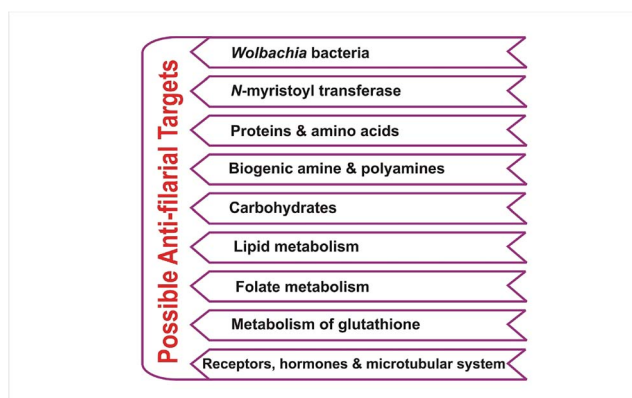 Possible Anti-filarial Targets
Wolbachia bacteria
N-myristoyl transferase
Proteins & amino acids
Biogenic amine & polyamines
Carbohydrates
Lipid metabolism
Folate metabolism
Metabolism of glutathione
Receptors, hormones & microtubular system